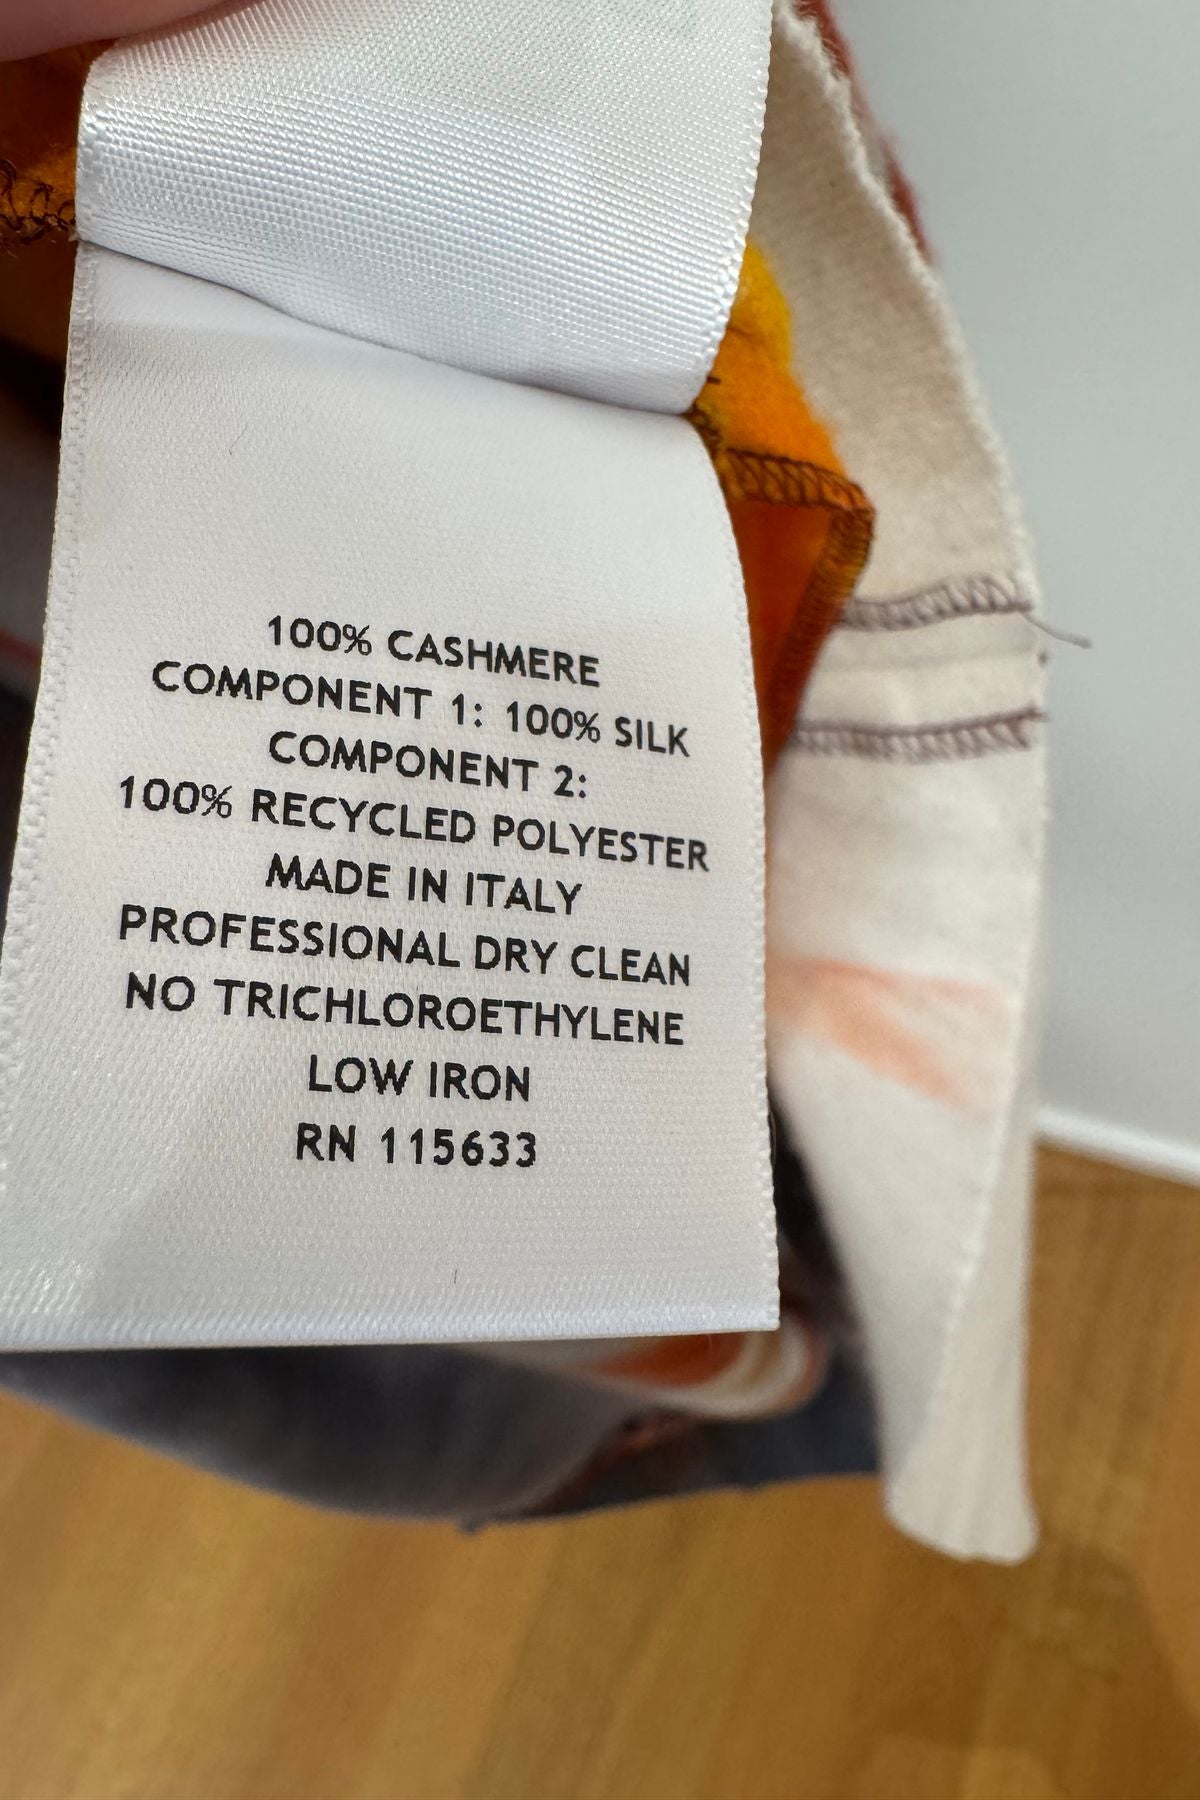 100% CASHMERE
COMPONENT 1: 100% SILK
COMPONENT 2:
100% RECYCLED POLYESTER
MADE IN ITALY
PROFESSIONAL DRY CLEAN
NO TRICHLOROETHYLENE
LOW IRON
RN 115633